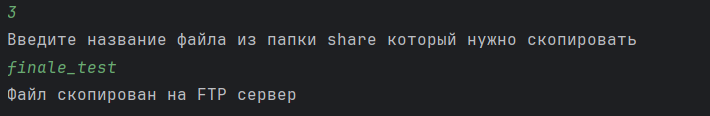 3
Введите название файла из папки share который нужно скопировать
finale_test
Файл скопирован на FTP сервер